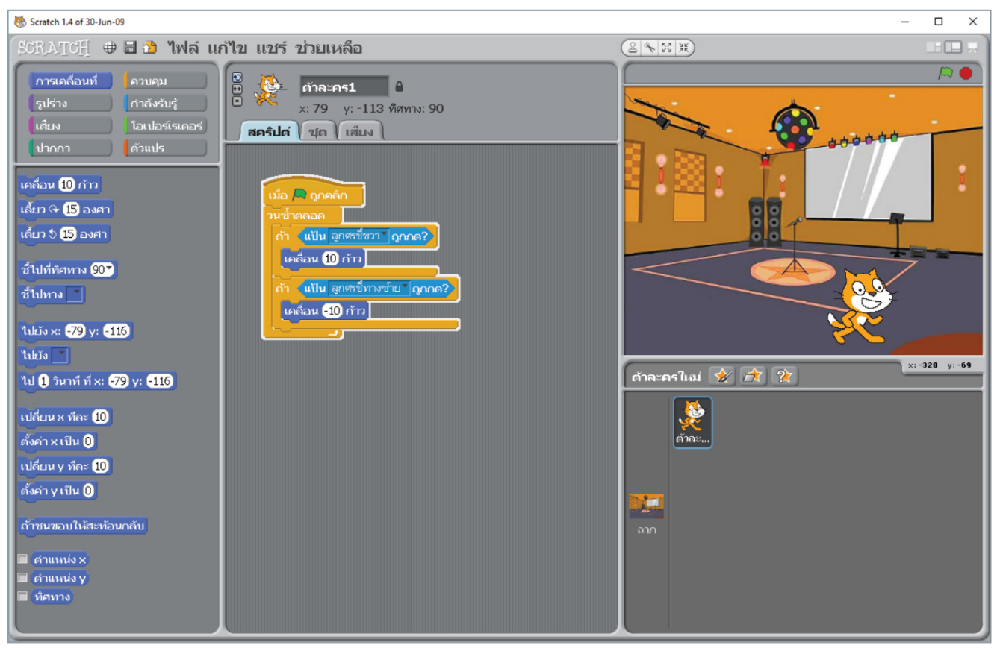 Scratch 1.4 of 30-Jun-09
SCRATCH ไฟล์ แก้ไข แชร์ ช่วยเหลือ
การเคลื่อนที่ ควบคุม
รูปร่าง กำลังรับรู้
เสียง โอเปอร์เรเตอร์
ปากกา ตัวแปร
เคลื่อน 10 ก้าว
เลี้ยว 15 องศา
เลี้ยว 15 องศา
ชี้ไปที่ทิศทาง 90
ชี้ไปทาง
ไปยัง x: -79 y: -116
ไปยัง
ไป 1 วินาที ที่ x: -79 y: -116
เปลี่ยน x ทีละ 10
ตั้งค่า x เป็น 0
เปลี่ยน y ทีละ 10
ตั้งค่า y เป็น 0
ถ้าชนขอบให้สะท้อนกลับ
ตำแหน่ง x
ตำแหน่ง y
ทิศทาง
ตัวละคร1
x: 79 y: -113 ทิศทาง: 90
สคริปต์ ชุด เสียง
เมื่อ ถูกคลิก
วนซ้ำตลอด
ถ้า แป้น ลูกศรชี้ขวา ถูกกด?
เคลื่อน 10 ก้าว
ถ้า แป้น ลูกศรชี้ทางซ้าย ถูกกด?
เคลื่อน -10 ก้าว
x: -320 y: -69
ตัวละครใหม่
ตัวละ...
ฉาก